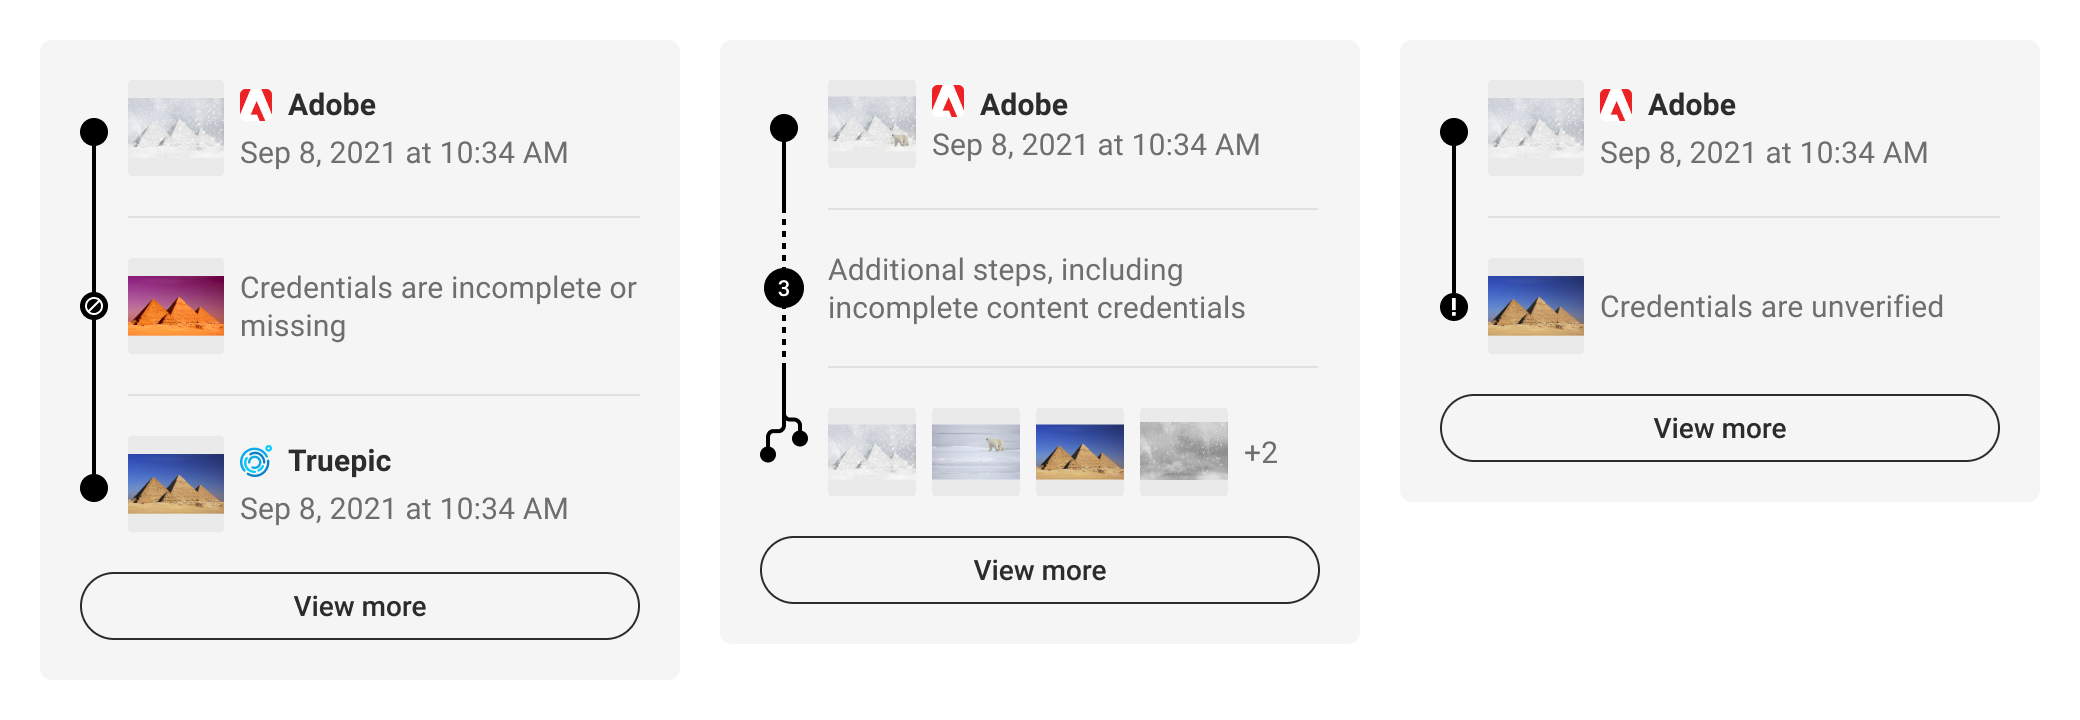 Adobe
Sep 8, 2021 at 10:34 AM
Credentials are incomplete or
missing
Truepic
Sep 8, 2021 at 10:34 AM
View more
Adobe
Sep 8, 2021 at 10:34 AM
3
Additional steps, including
incomplete content credentials
+2
View more
Adobe
Sep 8, 2021 at 10:34 AM
Credentials are unverified
View more